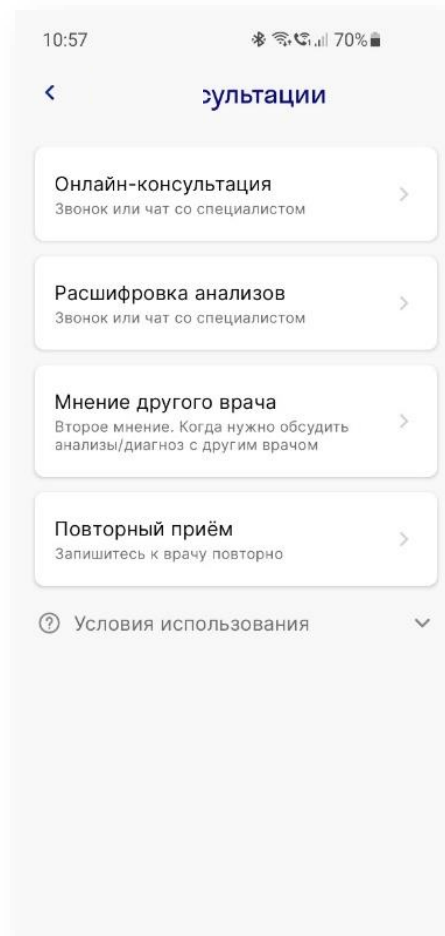 10:57 70%
сультации
Онлайн-консультация
Звонок или чат со специалистом
Расшифровка анализов
Звонок или чат со специалистом
Мнение другого врача
Второе мнение. Когда нужно обсудить
анализы/диагноз с другим врачом
Повторный приём
Запишитесь к врачу повторно
Условия использования